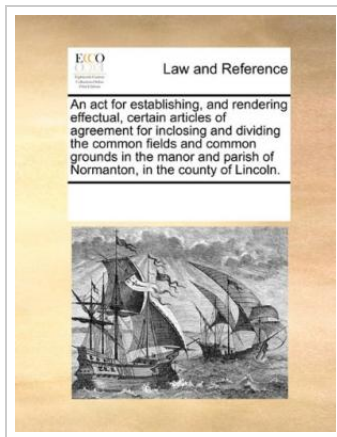 ECCO
Law and Reference
An act for establishing, and rendering
effectual, certain articles of
agreement for inclosing and dividing
the common fields and common
grounds in the manor and parish of
Normanton, in the county of Lincoln.